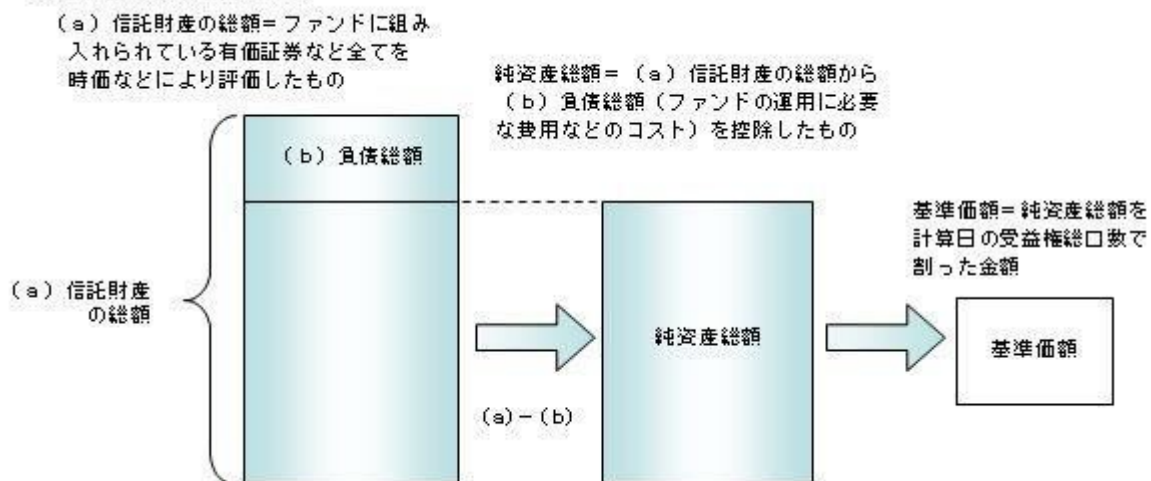 (a)信託財産の総額=ファンドに組み
入れられている有価証券など全てを
時価などにより評価したもの
純資産総額=(a)信託財産の総額から
(b)負債総額(ファンドの運用に必要
な費用などのコスト)を控除したもの
(b)負債総額
基準価額=純資産総額を
計算日の受益権総口数で
割った金額
(a)信託財産
の総額
純資産総額
基準価額
(a)-(b)